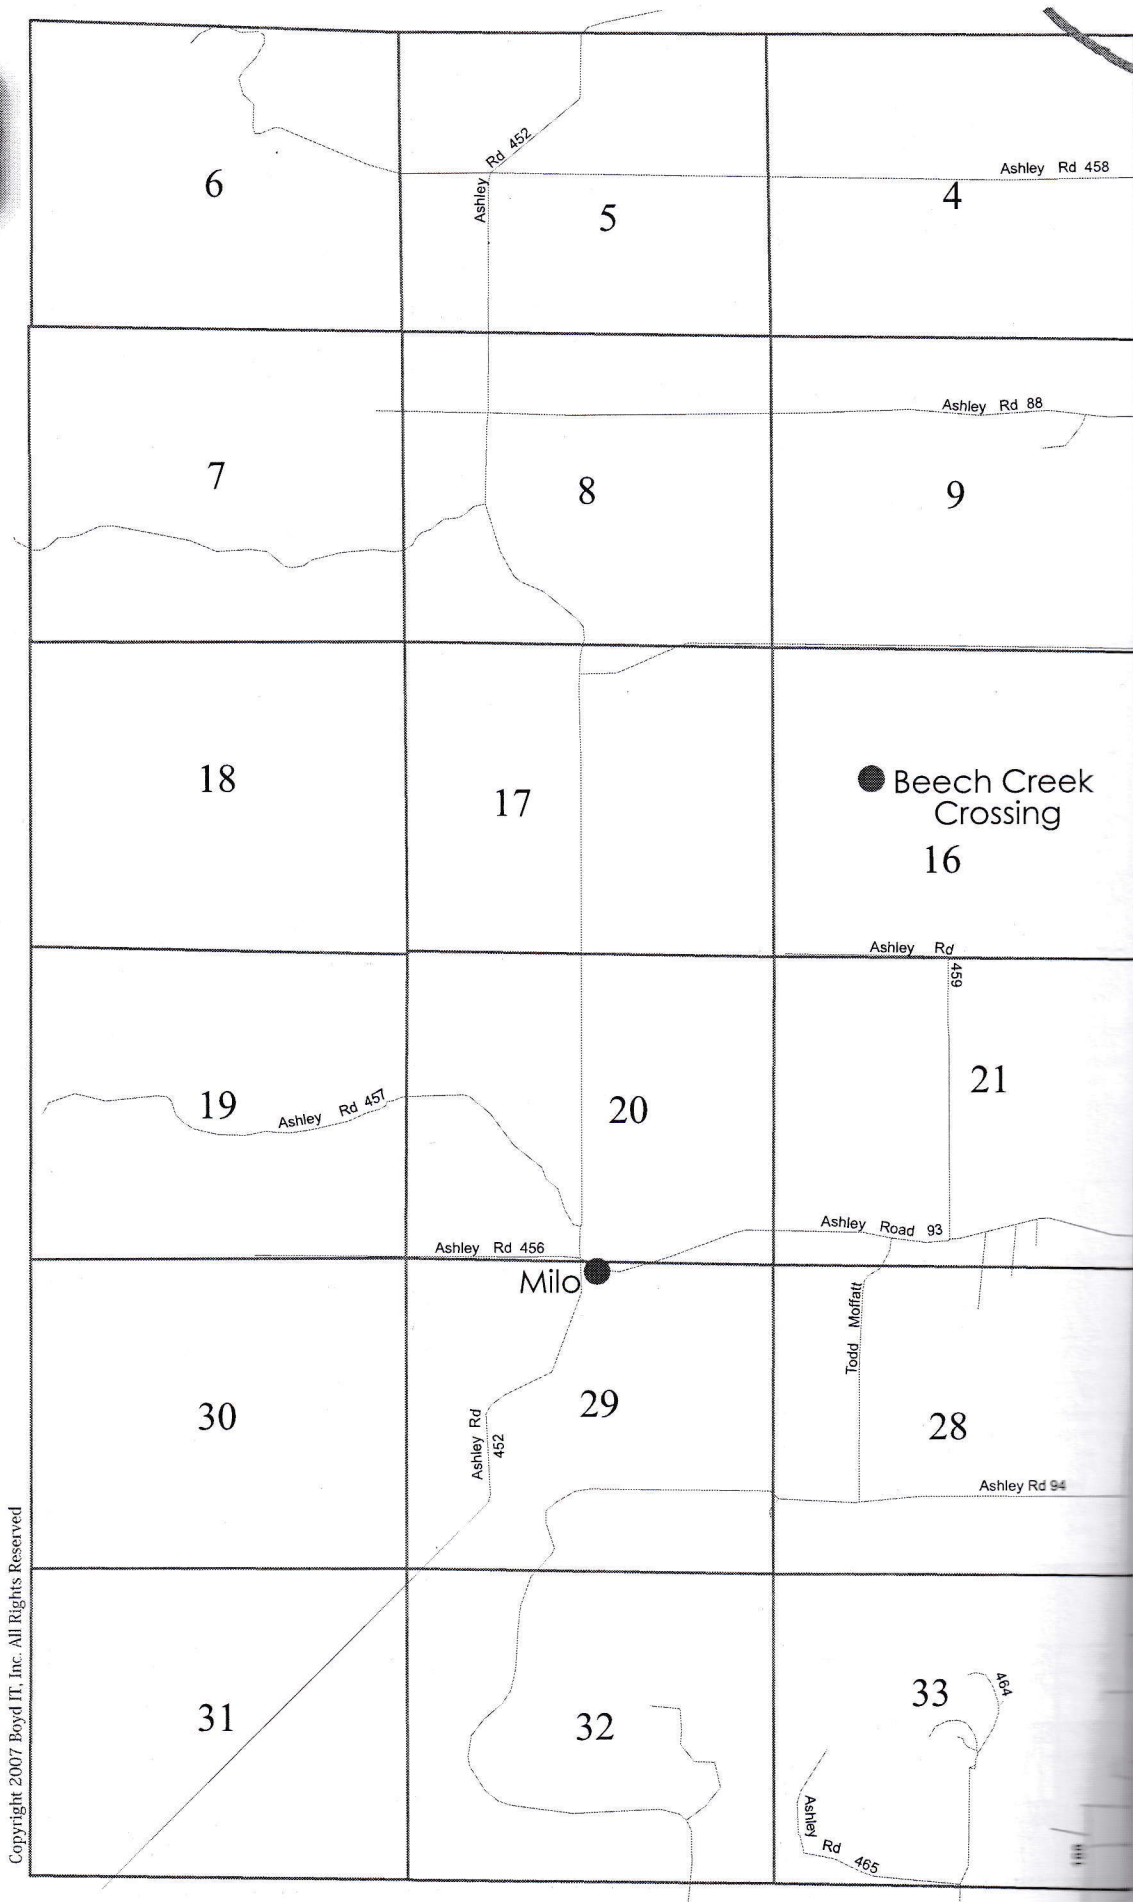 Rd 452
Ashley
Ashley Rd 458
6
5
4
Ashley Rd 88
7
8
9
18
17
Beech Creek
Crossing
16
Ashley Rd
459
19
Ashley Rd 457
20
21
Ashley Road 93
Ashley Rd 456
Milo
Todd Moffatt
30
29
28
Ashley Rd
452
Ashley Rd 94
31
32
33
464
Ashley
Rd 465
Copyright 2007 Boyd IT, Inc. All Rights Reserved